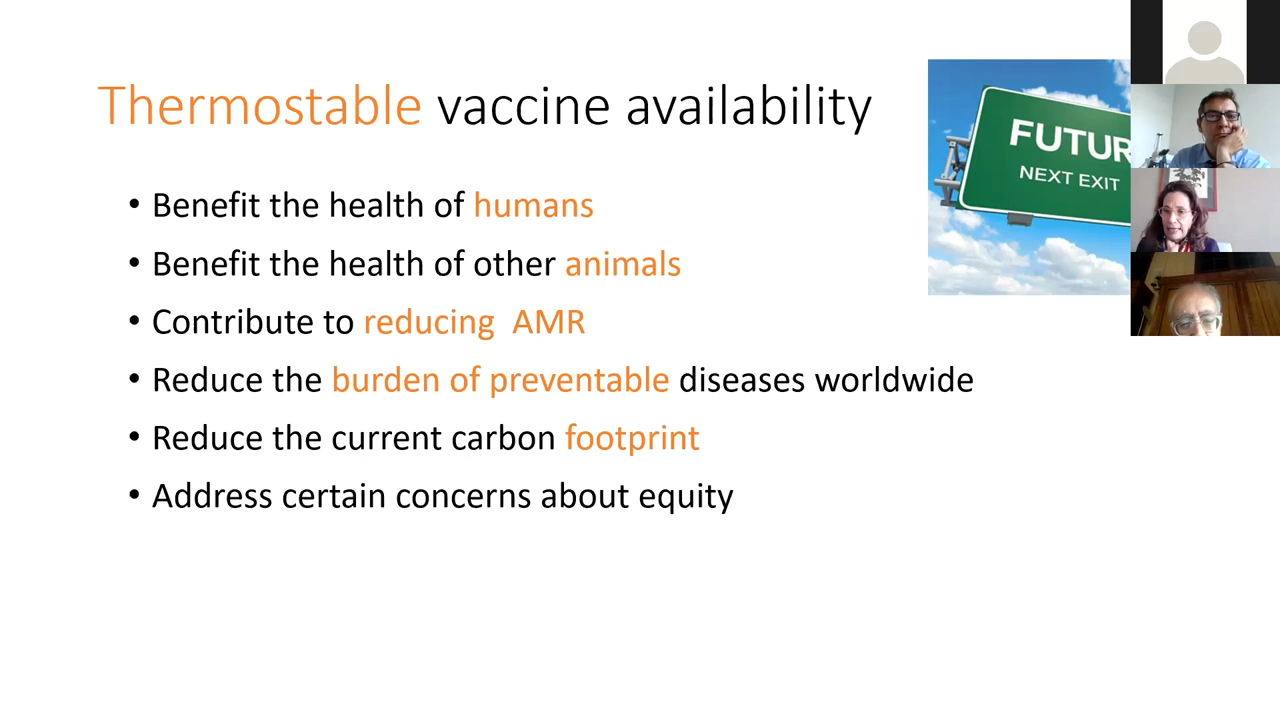 Thermostable vaccine availability
• Benefit the health of humans
• Benefit the health of other animals
• Contribute to reducing  AMR
• Reduce the burden of preventable diseases worldwide
• Reduce the current carbon footprint
• Address certain concerns about equity
FUTUR
NEXT EXIT